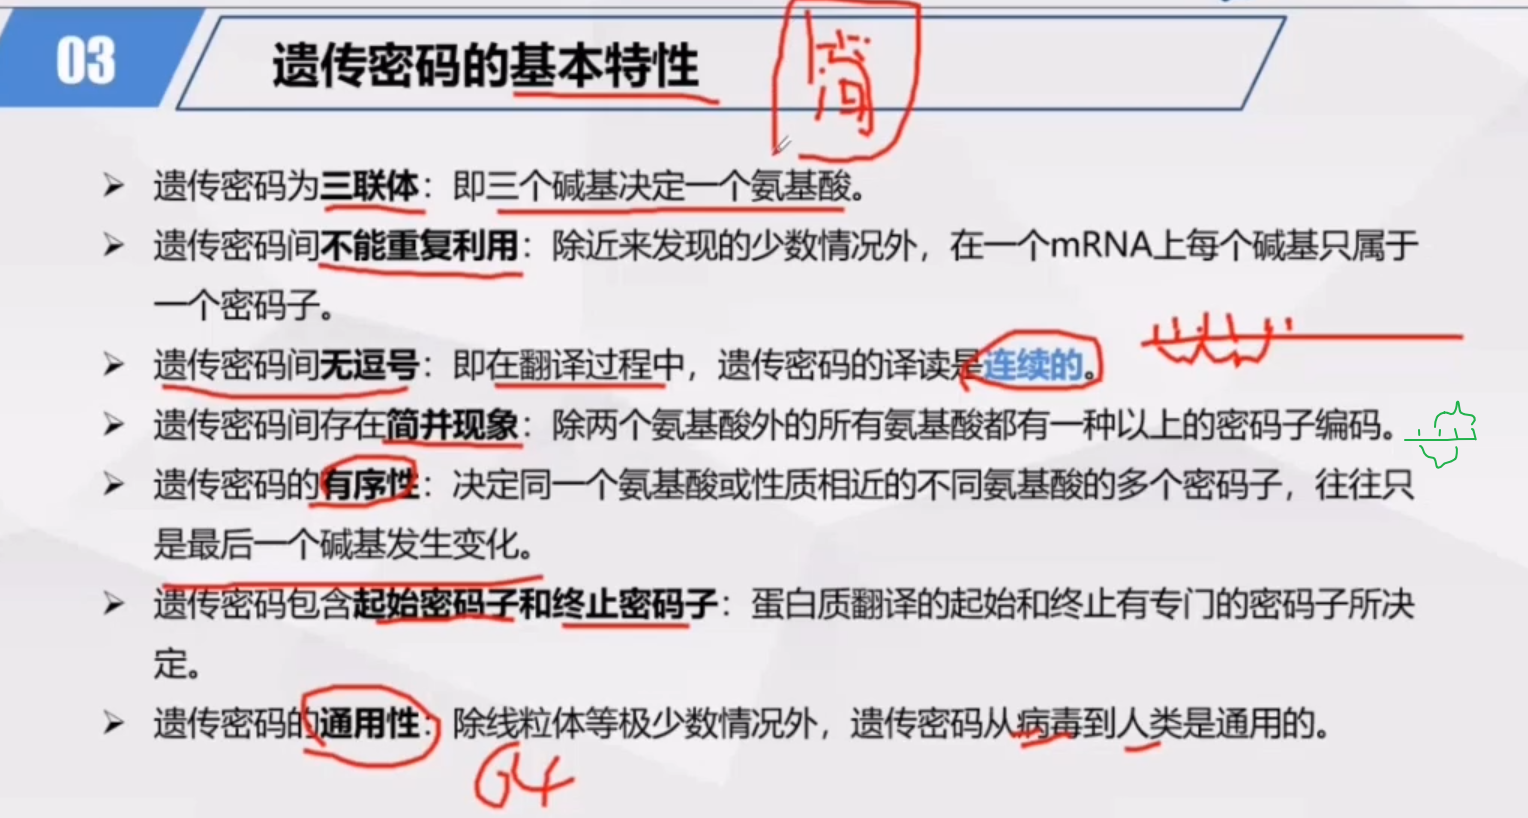 03
遗传密码的基本特性
简
遗传密码为三联体：即三个碱基决定一个氨基酸。
遗传密码间不能重复利用：除近来发现的少数情况外，在一个mRNA上每个碱基只属于
一个密码子。
遗传密码间无逗号：即在翻译过程中，遗传密码的译读是连续的。
遗传密码间存在简并现象：除两个氨基酸外的所有氨基酸都有一种以上的密码子编码。
遗传密码的有序性：决定同一个氨基酸或性质相近的不同氨基酸的多个密码子，往往只
是最后一个碱基发生变化。
遗传密码包含起始密码子和终止密码子：蛋白质翻译的起始和终止有专门的密码子所决
定。
遗传密码的通用性：除线粒体等极少数情况外，遗传密码从病毒到人类是通用的。
64